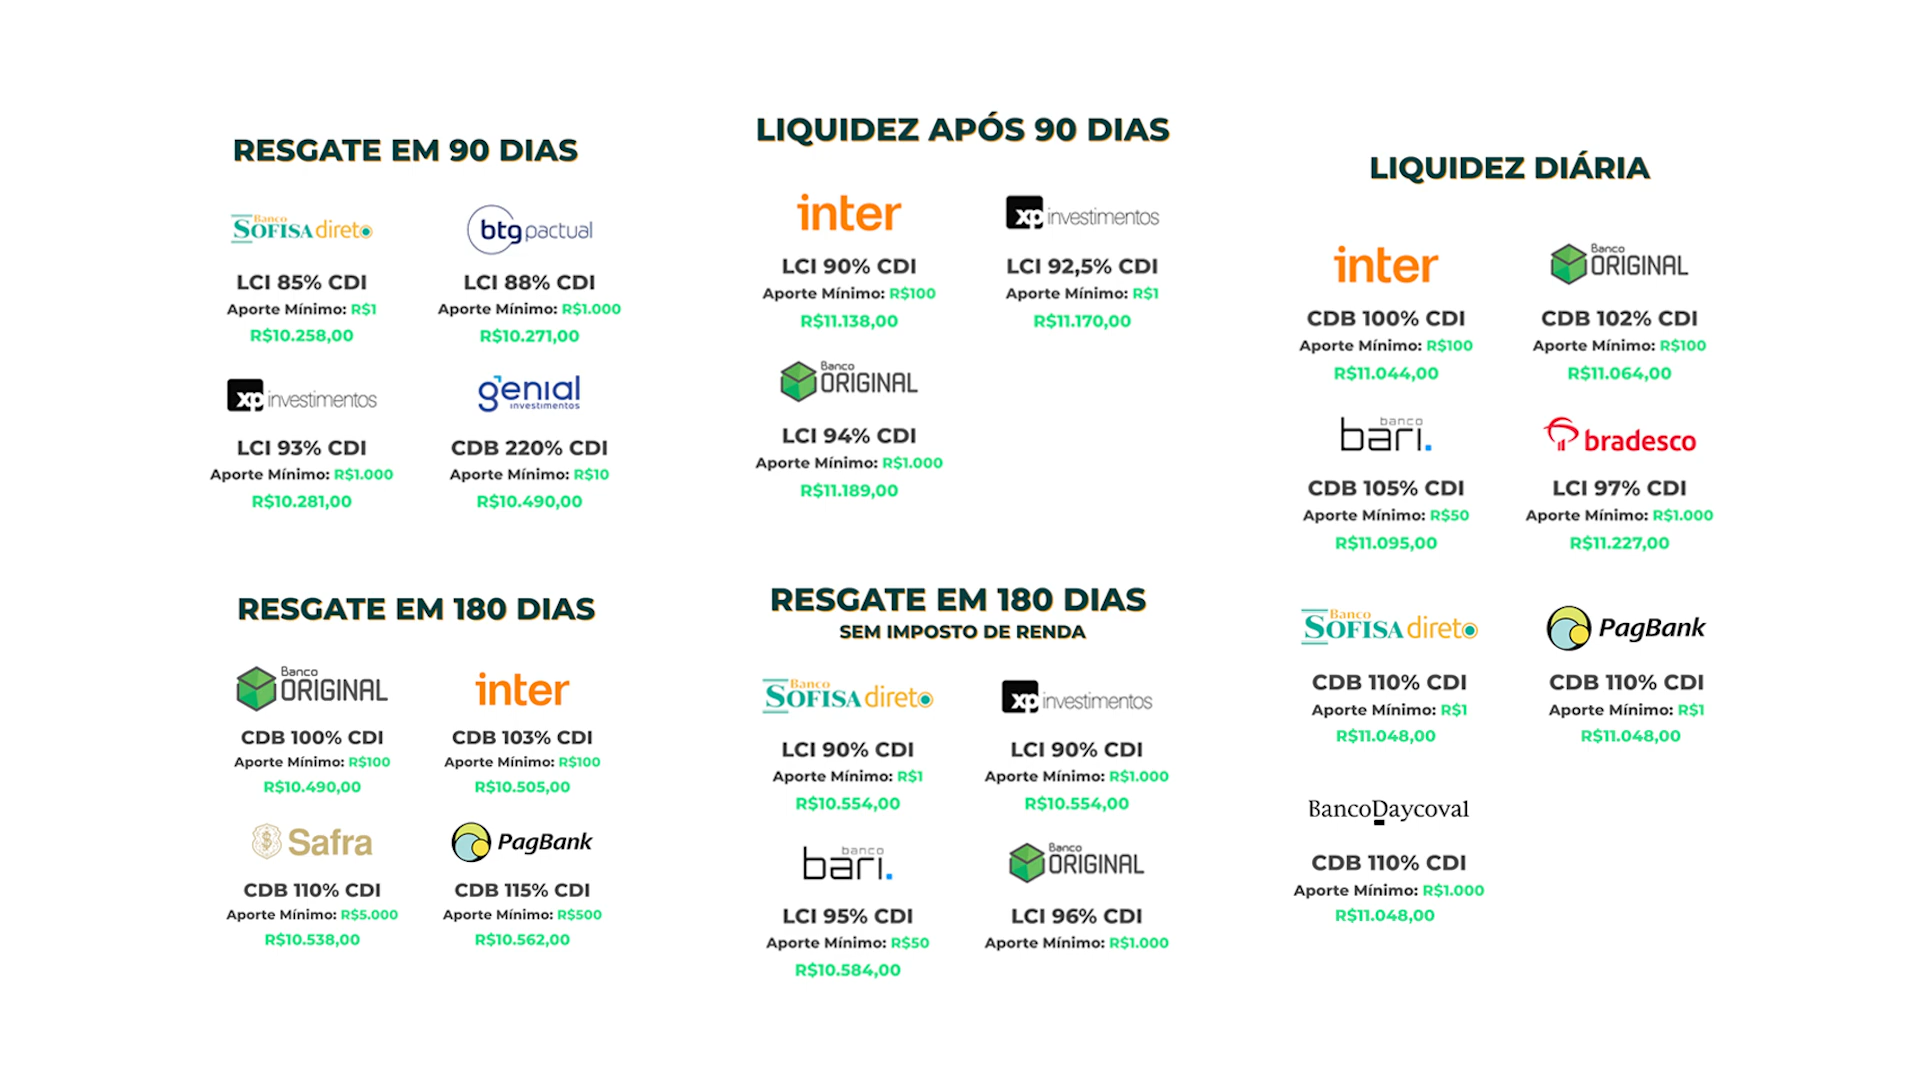 RESGATE EM 90 DIAS
Banco
SOFISA direto
LCI 85% CDI
Aporte Mínimo: R$1
R$10.258,00
btgpactual
LCI 88% CDI
Aporte Mínimo: R$1.000
R$10.271,00
xp investimentos
LCI 93% CDI
Aporte Mínimo: R$1.000
R$10.281,00
genial
investimentos
CDB 220% CDI
Aporte Mínimo: R$10
R$10.490,00
LIQUIDEZ APÓS 90 DIAS
inter
LCI 90% CDI
Aporte Mínimo: R$100
R$11.138,00
xp investimentos
LCI 92,5% CDI
Aporte Mínimo: R$1
R$11.170,00
Banco
ORIGINAL
LCI 94% CDI
Aporte Mínimo: R$1.000
R$11.189,00
LIQUIDEZ DIÁRIA
inter
CDB 100% CDI
Aporte Mínimo: R$100
R$11.044,00
Banco
ORIGINAL
CDB 102% CDI
Aporte Mínimo: R$100
R$11.064,00
banco
bari.
CDB 105% CDI
Aporte Mínimo: R$50
R$11.095,00
bradesco
LCI 97% CDI
Aporte Mínimo: R$1.000
R$11.227,00
Banco
SOFISA direto
CDB 110% CDI
Aporte Mínimo: R$1
R$11.048,00
PagBank
CDB 110% CDI
Aporte Mínimo: R$1
R$11.048,00
BancoDaycoval
CDB 110% CDI
Aporte Mínimo: R$1.000
R$11.048,00
RESGATE EM 180 DIAS
Banco
ORIGINAL
CDB 100% CDI
Aporte Mínimo: R$100
R$10.490,00
inter
CDB 103% CDI
Aporte Mínimo: R$100
R$10.505,00
Safra
CDB 110% CDI
Aporte Mínimo: R$5.000
R$10.538,00
PagBank
CDB 115% CDI
Aporte Mínimo: R$500
R$10.562,00
RESGATE EM 180 DIAS
SEM IMPOSTO DE RENDA
Banco
SOFISA direto
LCI 90% CDI
Aporte Mínimo: R$1
R$10.554,00
xp investimentos
LCI 90% CDI
Aporte Mínimo: R$1.000
R$10.554,00
banco
bari.
LCI 95% CDI
Aporte Mínimo: R$50
R$10.584,00
Banco
ORIGINAL
LCI 96% CDI
Aporte Mínimo: R$1.000